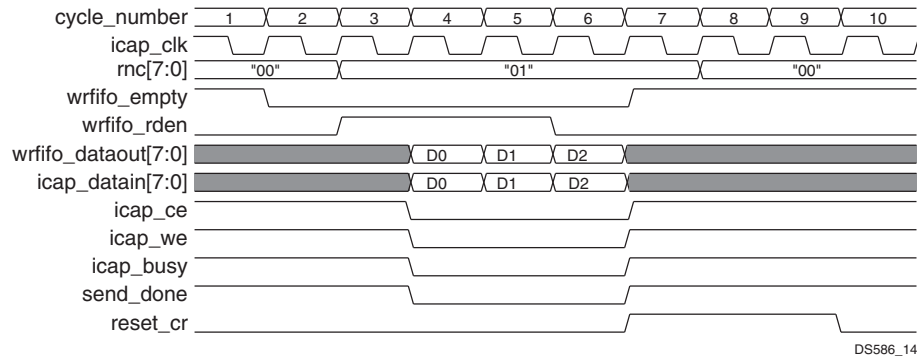 cycle_number 1 2 3 4 5 6 7 8 9 10
icap_clk
rnc[7:0] "00" "01" "00"
wrfifo_empty
wrfifo_rden
wrfifo_dataout[7:0] D0 D1 D2
icap_datain[7:0] D0 D1 D2
icap_ce
icap_we
icap_busy
send_done
reset_cr
DS586_14